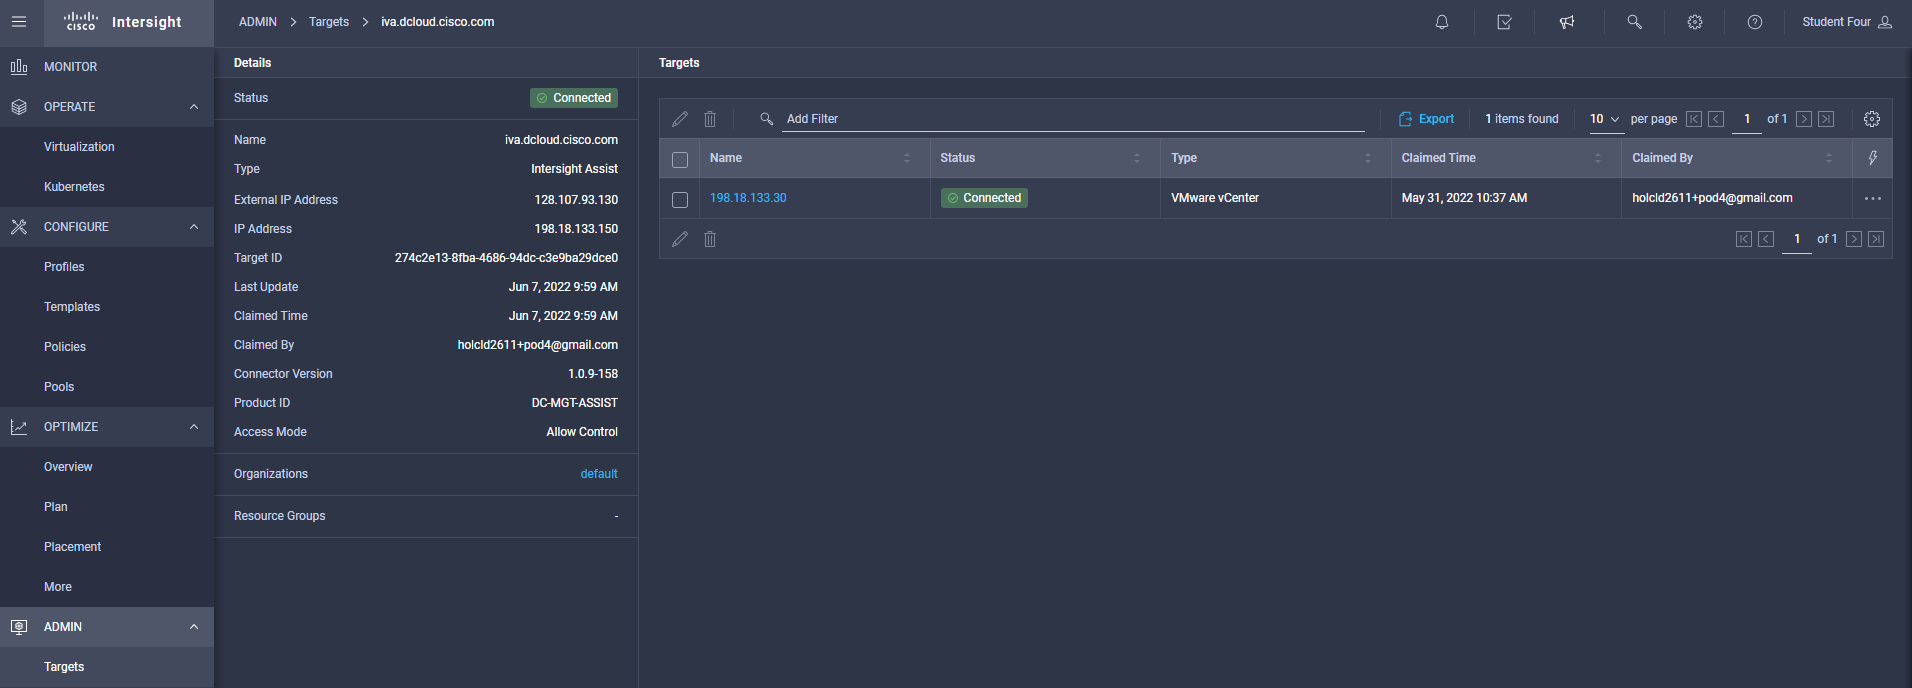 CISCO Intersight
ADMIN > Targets > iva.dcloud.cisco.com
Student Four
MONITOR
OPERATE
Virtualization
Kubernetes
CONFIGURE
Profiles
Templates
Policies
Pools
OPTIMIZE
Overview
Plan
Placement
More
ADMIN
Targets
Details
Status Connected
Name iva.dcloud.cisco.com
Type Intersight Assist
External IP Address 128.107.93.130
IP Address 198.18.133.150
Target ID 274c2e13-8fba-4686-94dc-c3e9ba29dce0
Last Update Jun 7, 2022 9:59 AM
Claimed Time Jun 7, 2022 9:59 AM
Claimed By holcld2611+pod4@gmail.com
Connector Version 1.0.9-158
Product ID DC-MGT-ASSIST
Access Mode Allow Control
Organizations default
Resource Groups -
Targets
Add Filter Export 1 items found 10 per page 1 of 1
Name Status Type Claimed Time Claimed By
198.18.133.30 Connected VMware vCenter May 31, 2022 10:37 AM holcld2611+pod4@gmail.com
1 of 1